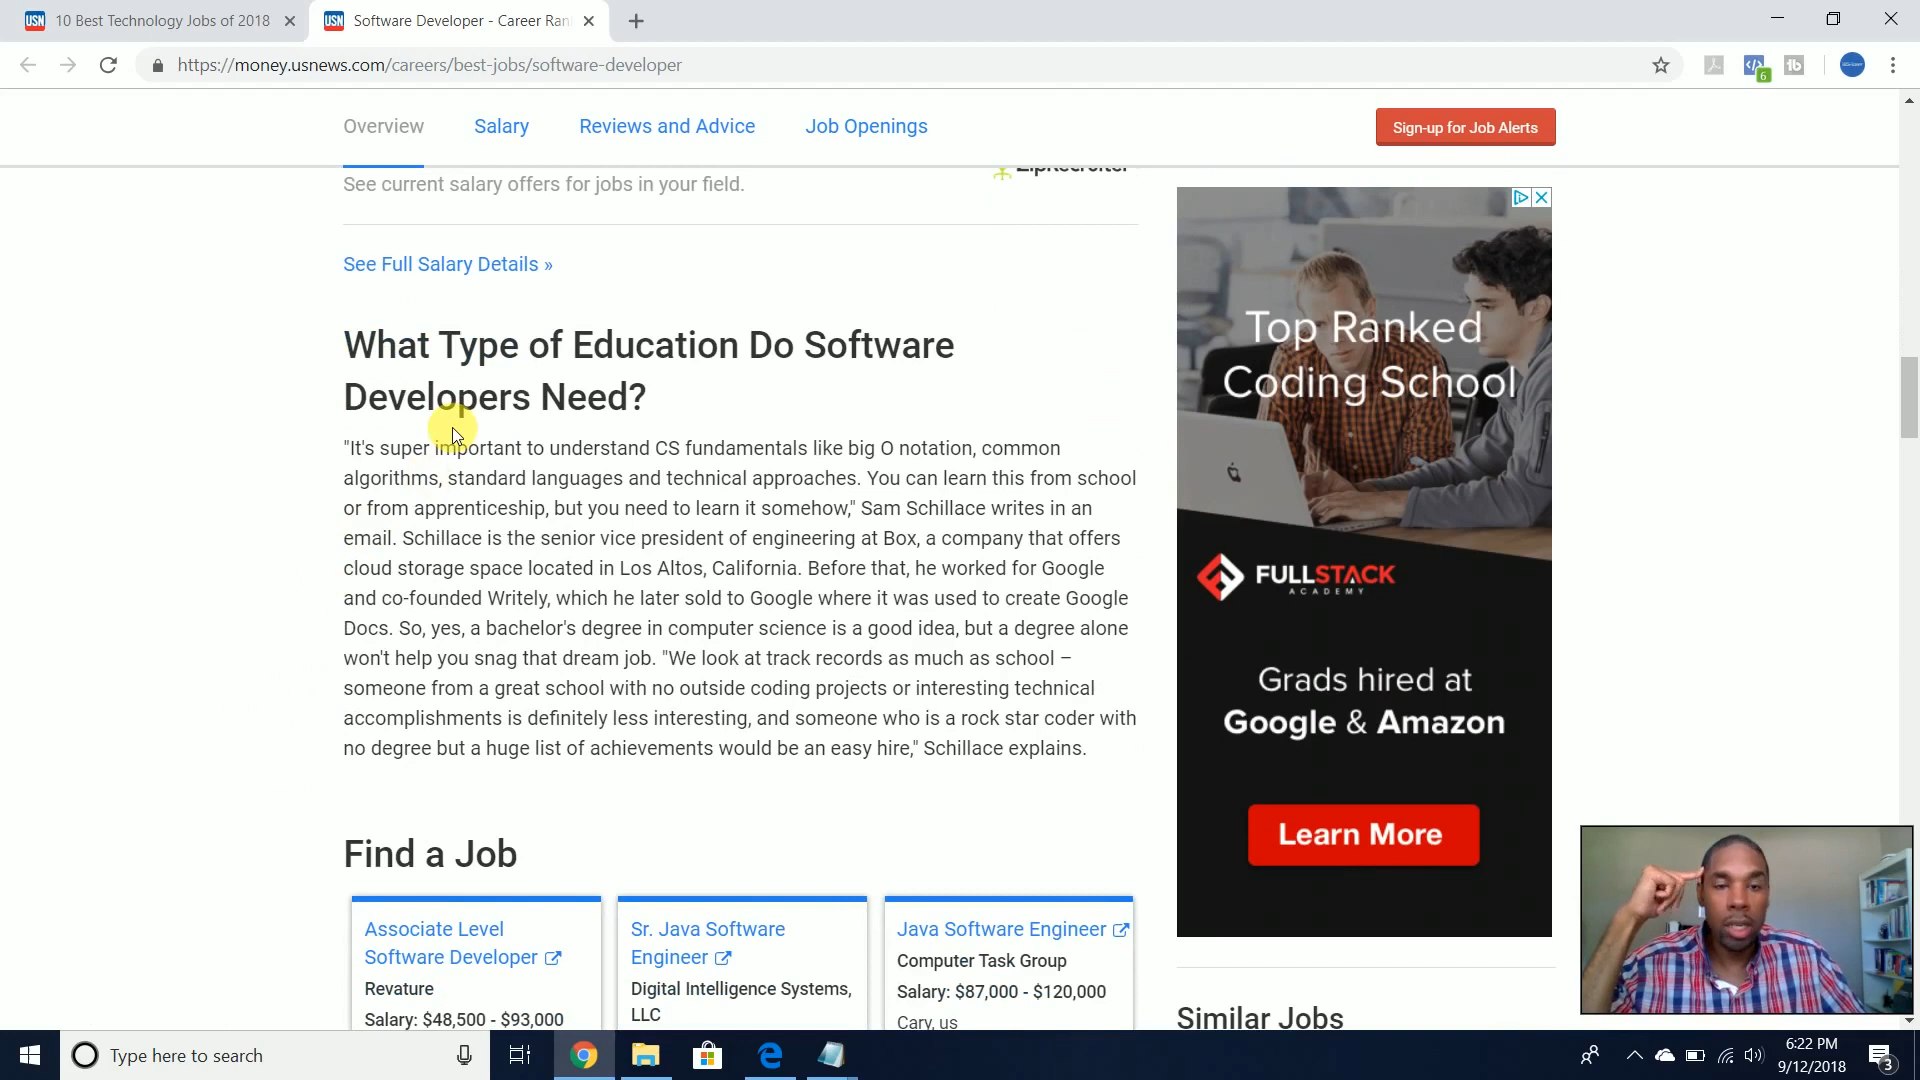 USN 10 Best Technology Jobs of 2018
USN Software Developer - Career Ran
https://money.usnews.com/careers/best-jobs/software-developer
6
Overview
Salary
Reviews and Advice
Job Openings
Sign-up for Job Alerts
See current salary offers for jobs in your field.
ZipRecruiter
See Full Salary Details »
What Type of Education Do Software
Developers Need?
"It's super important to understand CS fundamentals like big O notation, common
algorithms, standard languages and technical approaches. You can learn this from school
or from apprenticeship, but you need to learn it somehow," Sam Schillace writes in an
email. Schillace is the senior vice president of engineering at Box, a company that offers
cloud storage space located in Los Altos, California. Before that, he worked for Google
and co-founded Writely, which he later sold to Google where it was used to create Google
Docs. So, yes, a bachelor's degree in computer science is a good idea, but a degree alone
won't help you snag that dream job. "We look at track records as much as school –
someone from a great school with no outside coding projects or interesting technical
accomplishments is definitely less interesting, and someone who is a rock star coder with
no degree but a huge list of achievements would be an easy hire," Schillace explains.
Find a Job
Associate Level
Software Developer
Revature
Salary: $48,500 - $93,000
Sr. Java Software
Engineer
Digital Intelligence Systems,
LLC
Java Software Engineer
Computer Task Group
Salary: $87,000 - $120,000
Cary, us
Top Ranked
Coding School
FULLSTACK
ACADEMY
Grads hired at
Google & Amazon
Learn More
Similar Jobs
Type here to search
6:22 PM
9/12/2018
3